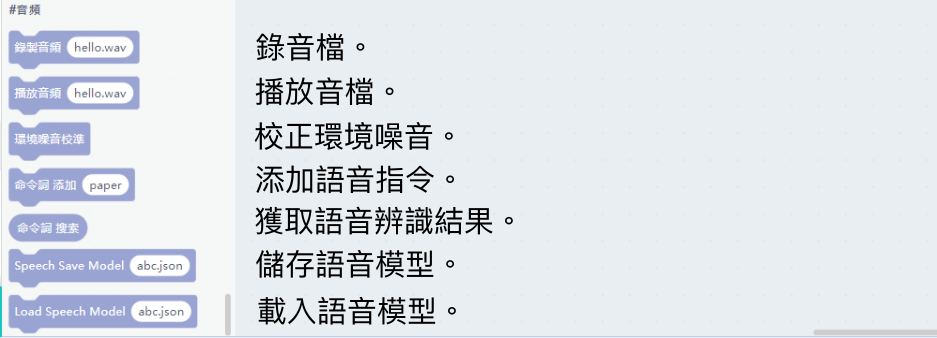 #音頻
錄製音頻 hello.wav 錄音檔。
播放音頻 hello.wav 播放音檔。
環境噪音校準 校正環境噪音。
命令詞 添加 paper 添加語音指令。
命令詞 搜索 獲取語音辨識結果。
Speech Save Model abc.json 儲存語音模型。
Load Speech Model abc.json 載入語音模型。